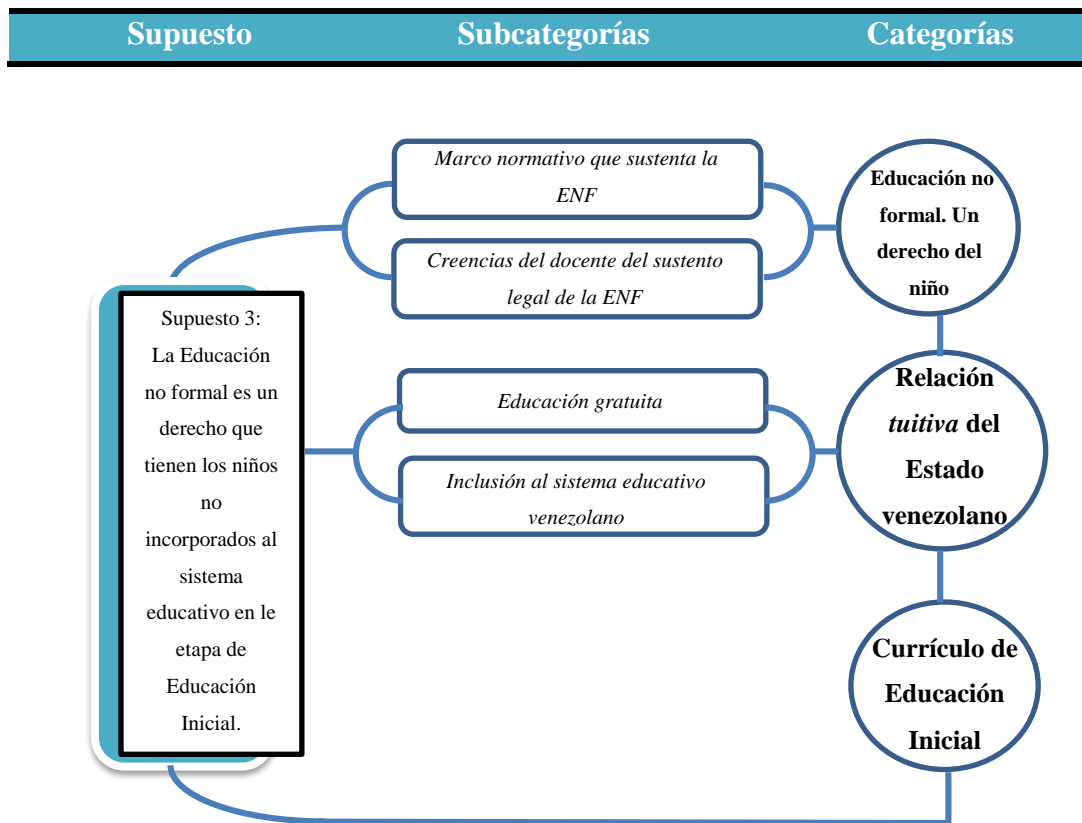 Supuesto Subcategorías Categorías
Marco normativo que sustenta la
ENF
Creencias del docente del sustento
legal de la ENF
Educación no
formal. Un
derecho del
niño
Supuesto 3:
La Educación
no formal es un
derecho que
tienen los niños
no
incorporados al
sistema
educativo en le
etapa de
Educación
Inicial.
Educación gratuita
Inclusión al sistema educativo
venezolano
Relación
tuitiva del
Estado
venezolano
Currículo de
Educación
Inicial